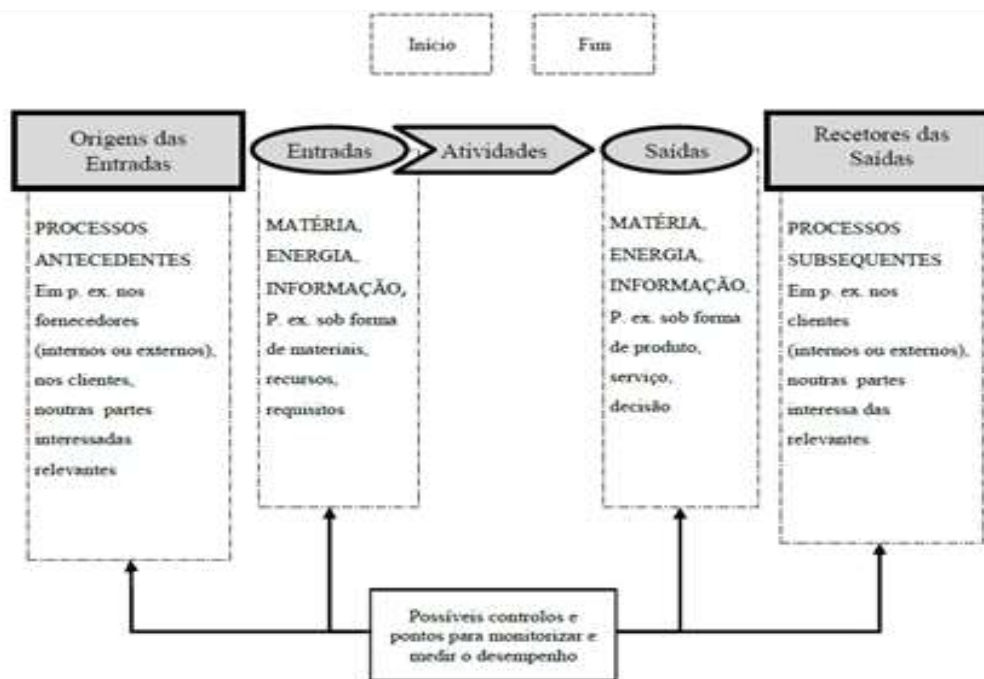 Início
Fim
Origens das
Entradas
Entradas
Atividades
Saídas
Recetores das
Saídas
PROCESSOS
ANTECEDENTES
Em p. ex. nos
fornecedores
(internos ou externos),
nos clientes,
noutras partes
interessadas
relevantes
MATÉRIA,
ENERGIA,
INFORMAÇÃO,
P. ex. sob forma
de materiais,
recursos,
requisitos
MATÉRIA,
ENERGIA,
INFORMAÇÃO,
P. ex. sob forma
de produto,
serviço,
decisão
PROCESSOS
SUBSEQUENTES
Em p. ex. nos
clientes
(internos ou externos),
noutras partes
interessa das
relevantes
Possíveis controlos e
pontos para monitorizar e
medir o desempenho